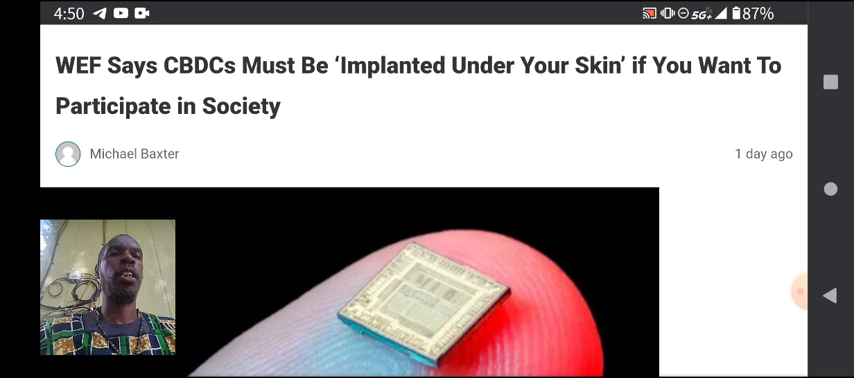 4:50
5G+
87%
WEF Says CBDCs Must Be ‘Implanted Under Your Skin’ if You Want To
Participate in Society
Michael Baxter
1 day ago